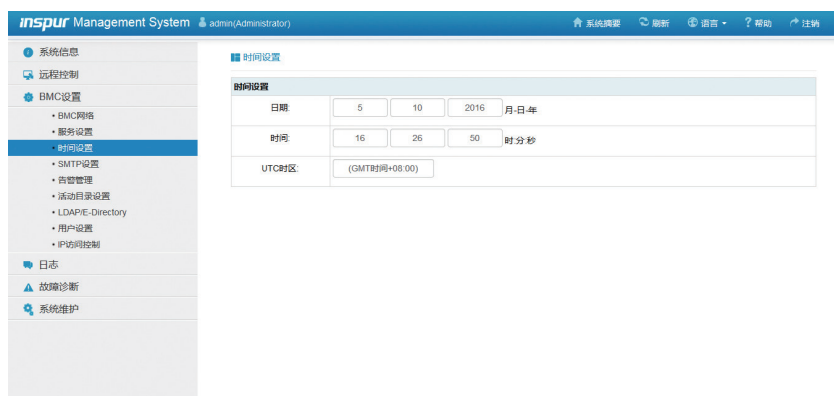 inspur Management System admin(Administrator) 系统摘要 刷新 语言 帮助 注销
系统信息
远程控制
BMC设置
• BMC网络
• 服务设置
• 时间设置
• SMTP设置
• 告警管理
• 活动目录设置
• LDAP/E-Directory
• 用户设置
• IP访问控制
日志
故障诊断
系统维护
时间设置
时间设置
日期: 5 10 2016 月-日-年
时间: 16 26 50 时:分:秒
UTC时区: (GMT时间+08:00)